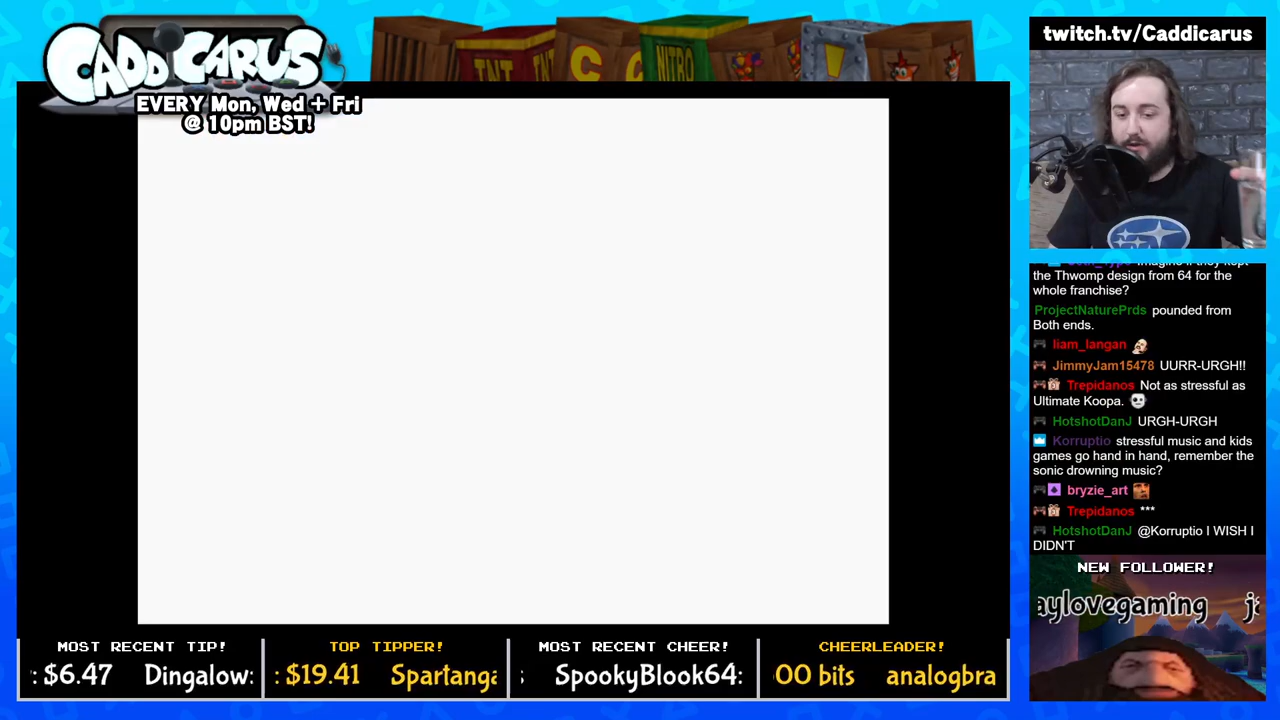 CADDICARUS
EVERY Mon, Wed + Fri
@ 10pm BST!
TNT
C
NITRO
twitch.tv/Caddicarus
the Thwomp design from 64 for the
whole franchise?
ProjectNaturePrds pounded from
Both ends.
liam_langan
JimmyJam15478 UURR-URGH!!
Trepidanos Not as stressful as
Ultimate Koopa.
HotshotDanJ URGH-URGH
Korruptio stressful music and kids
games go hand in hand, remember the
sonic drowning music?
bryzie_art
Trepidanos ***
HotshotDanJ @Korruptio I WISH I
DIDN'T
NEW FOLLOWER!
aylovegaming
MOST RECENT TIP!
: $6.47 Dingalow:
TOP TIPPER!
: $19.41 Spartanga
MOST RECENT CHEER!
SpookyBlook64:
CHEERLEADER!
00 bits analogbra